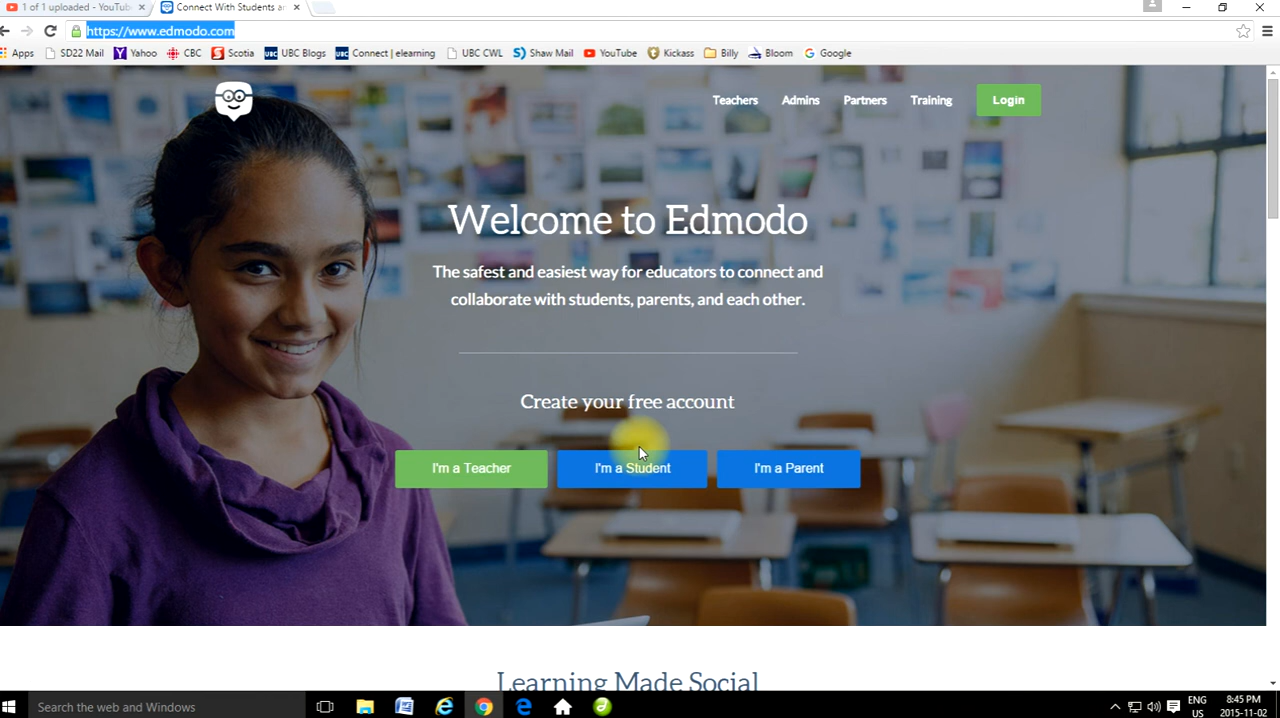 1 of 1 uploaded - YouTub
Connect With Students a
https://www.edmodo.com
Apps SD22 Mail Yahoo CBC Scotia UBC Blogs Connect | elearning UBC CWL Shaw Mail YouTube Kickass Billy Bloom Google
Teachers Admins Partners Training Login
Welcome to Edmodo
The safest and easiest way for educators to connect and
collaborate with students, parents, and each other.
Create your free account
I'm a Teacher I'm a Student I'm a Parent
Learning Made Social
Search the web and Windows
ENG 8:45 PM
US 2015-11-02